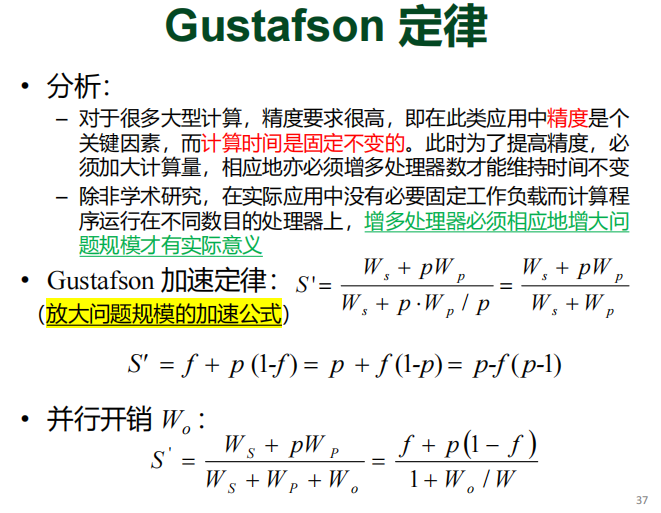 Gustafson 定律
• 分析：
– 对于很多大型计算，精度要求很高，即在此类应用中精度是个
关键因素，而计算时间是固定不变的。此时为了提高精度，必
须加大计算量，相应地亦必须增多处理器数才能维持时间不变
– 除非学术研究，在实际应用中没有必要固定工作负载而计算程
序运行在不同数目的处理器上，增多处理器必须相应地增大问
题规模才有实际意义
• Gustafson 加速定律： S'= (W_s + pW_p) / (W_s + p·W_p / p) = (W_s + pW_p) / (W_s + W_p)
（放大问题规模的加速公式）
S' = f + p (1-f) = p + f (1-p) = p-f (p-1)
• 并行开销 W_o：
S' = (W_S + pW_P) / (W_S + W_P + W_o) = (f + p(1 − f)) / (1 + W_o / W)
37